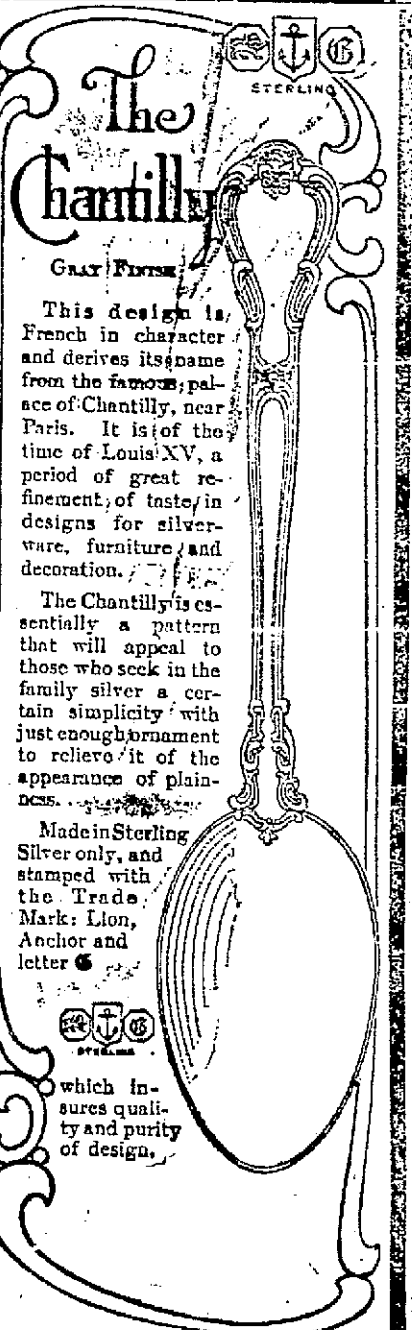 STERLING
The
Chantilly
GRAY FINISH
This design is
French in character
and derives its name
from the famous pal-
ace of Chantilly, near
Paris. It is of the
time of Louis XV, a
period of great re-
finement of taste in
designs for silver-
ware, furniture and
decoration.
The Chantilly is es-
sentially a pattern
that will appeal to
those who seek in the
family silver a cer-
tain simplicity with
just enough ornament
to relieve it of the
appearance of plain-
ness.
Made in Sterling
Silver only, and
stamped with
the Trade
Mark: Lion,
Anchor and
letter G
STERLING
which in-
sures quali-
ty and purity
of design.